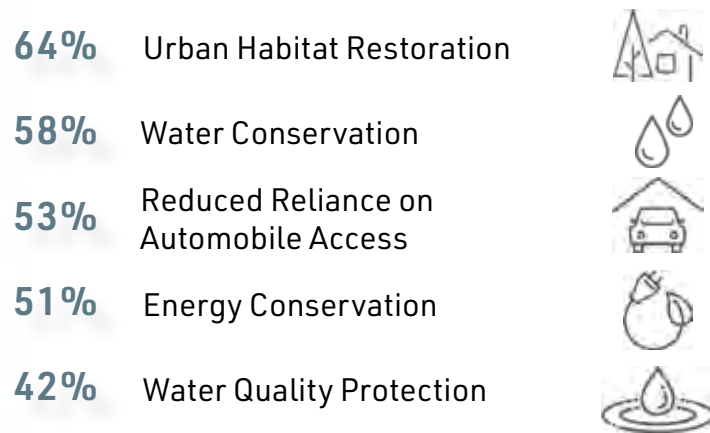 64% Urban Habitat Restoration
58% Water Conservation
53% Reduced Reliance on
Automobile Access
51% Energy Conservation
42% Water Quality Protection